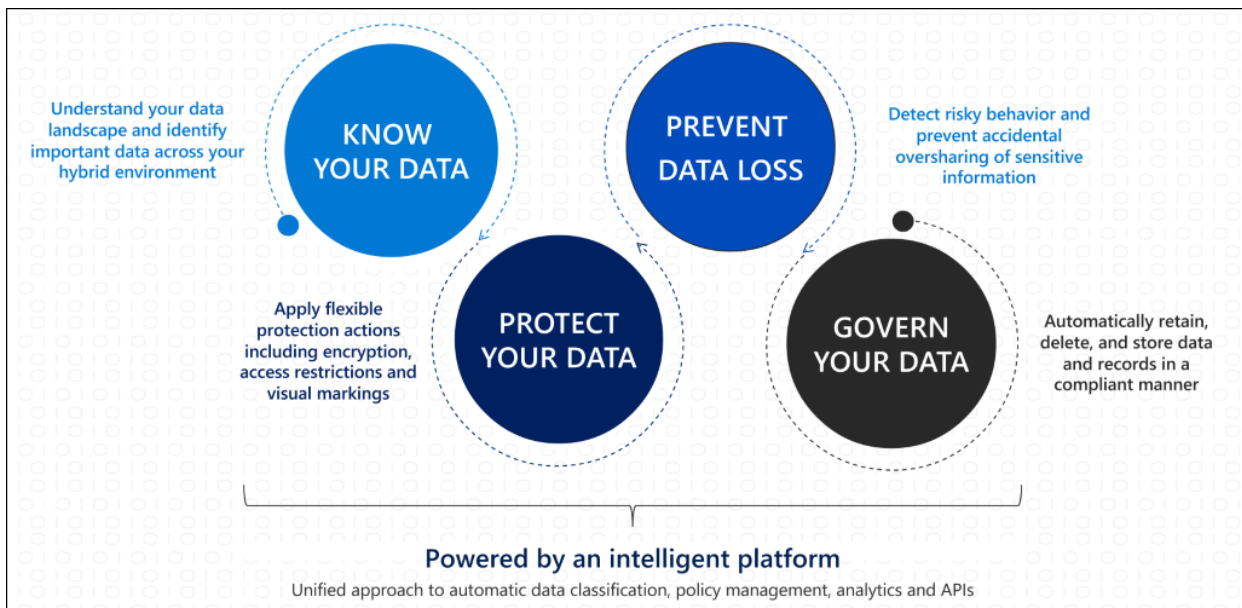 Understand your data
landscape and identify
important data across your
hybrid environment
KNOW
YOUR DATA
PREVENT
DATA LOSS
Detect risky behavior and
prevent accidental
oversharing of sensitive
information
Apply flexible
protection actions
including encryption,
access restrictions and
visual markings
PROTECT
YOUR DATA
GOVERN
YOUR DATA
Automatically retain,
delete, and store data
and records in a
compliant manner
Powered by an intelligent platform
Unified approach to automatic data classification, policy management, analytics and APIs